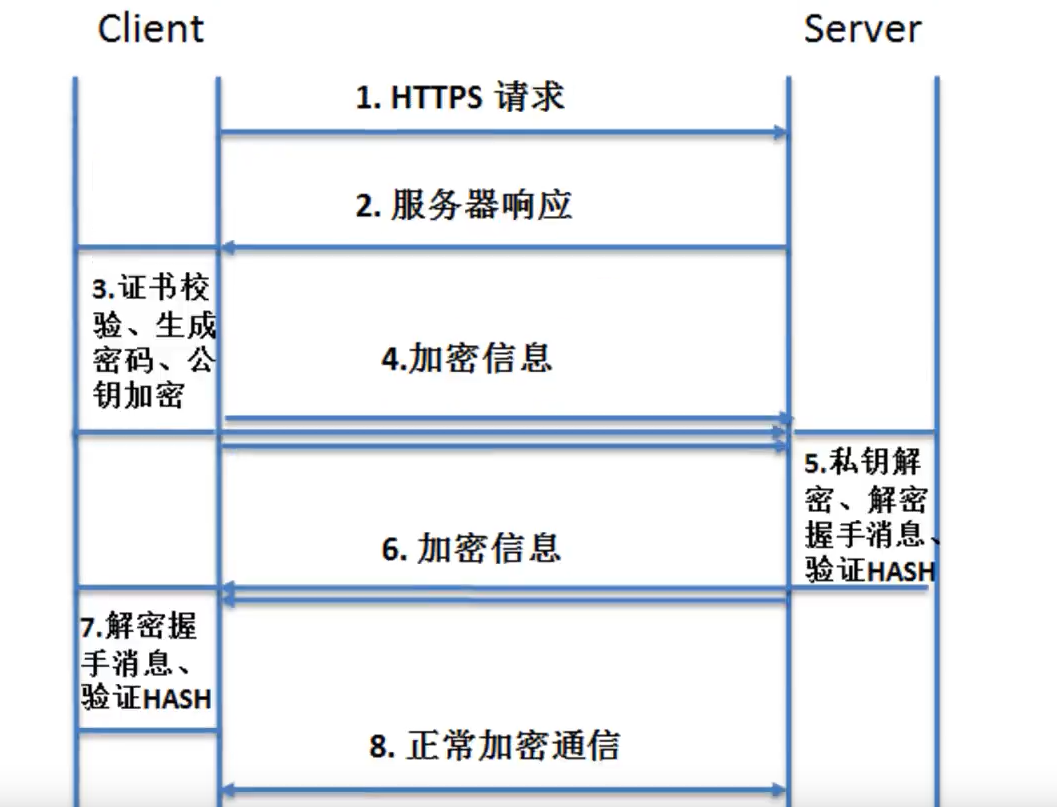 Client
Server
1. HTTPS 请求
2. 服务器响应
3.证书校
验、生成
密码、公
钥加密
4.加密信息
5.私钥解
密、解密
握手消息、
验证HASH
6. 加密信息
7.解密握
手消息、
验证HASH
8. 正常加密通信